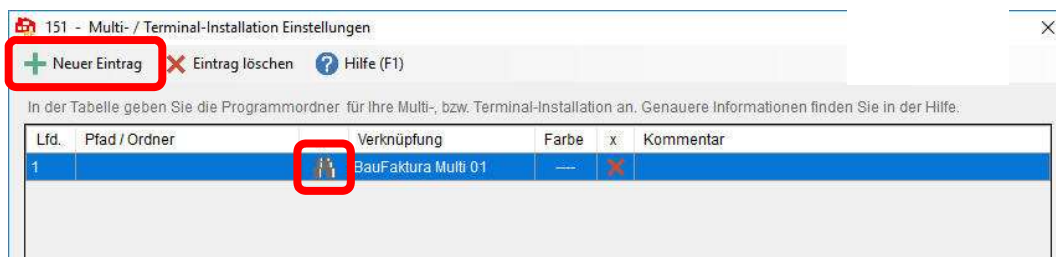 151 - Multi- / Terminal-Installation Einstellungen
Neuer Eintrag Eintrag löschen ? Hilfe (F1)
In der Tabelle geben Sie die Programmordner für Ihre Multi-, bzw. Terminal-Installation an. Genauere Informationen finden Sie in der Hilfe.
Lfd. Pfad / Ordner Verknüpfung Farbe x Kommentar
1 BauFaktura Multi 01 ----